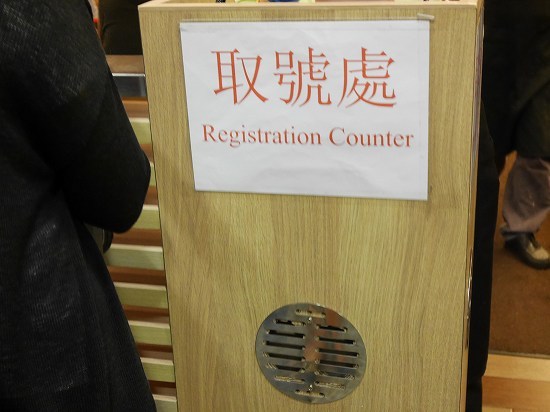 取號處
Registration Counter